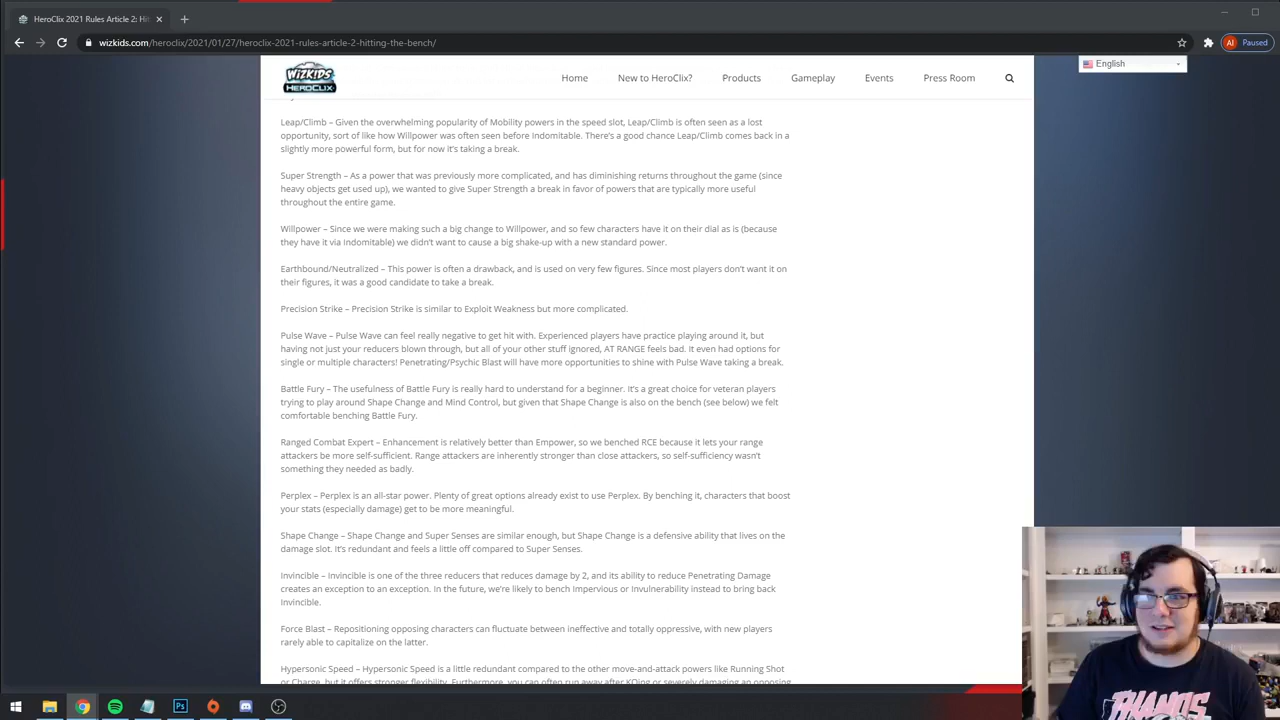 HeroClix 2021 Rules Article 2: Hit
wizkids.com/heroclix/2021/01/27/heroclix-2021-rules-article-2-hitting-the-bench/
AI Paused
WIZKIDS
HEROCLIX
Home New to HeroClix? Products Gameplay Events Press Room
English
Leap/Climb – Given the overwhelming popularity of Mobility powers in the speed slot, Leap/Climb is often seen as a lost
opportunity, sort of like how Willpower was often seen before Indomitable. There's a good chance Leap/Climb comes back in a
slightly more powerful form, but for now it's taking a break.
Super Strength – As a power that was previously more complicated, and has diminishing returns throughout the game (since
heavy objects get used up), we wanted to give Super Strength a break in favor of powers that are typically more useful
throughout the entire game.
Willpower – Since we were making such a big change to Willpower, and so few characters have it on their dial as is (because
they have it via Indomitable) we didn't want to cause a big shake-up with a new standard power.
Earthbound/Neutralized – This power is often a drawback, and is used on very few figures. Since most players don't want it on
their figures, it was a good candidate to take a break.
Precision Strike – Precision Strike is similar to Exploit Weakness but more complicated.
Pulse Wave – Pulse Wave can feel really negative to get hit with. Experienced players have practice playing around it, but
having not just your reducers blown through, but all of your other stuff ignored, AT RANGE feels bad. It even had options for
single or multiple characters! Penetrating/Psychic Blast will have more opportunities to shine with Pulse Wave taking a break.
Battle Fury – The usefulness of Battle Fury is really hard to understand for a beginner. It's a great choice for veteran players
trying to play around Shape Change and Mind Control, but given that Shape Change is also on the bench (see below) we felt
comfortable benching Battle Fury.
Ranged Combat Expert – Enhancement is relatively better than Empower, so we benched RCE because it lets your range
attackers be more self-sufficient. Range attackers are inherently stronger than close attackers, so self-sufficiency wasn't
something they needed as badly.
Perplex – Perplex is an all-star power. Plenty of great options already exist to use Perplex. By benching it, characters that boost
your stats (especially damage) get to be more meaningful.
Shape Change – Shape Change and Super Senses are similar enough, but Shape Change is a defensive ability that lives on the
damage slot. It's redundant and feels a little off compared to Super Senses.
Invincible – Invincible is one of the three reducers that reduces damage by 2, and its ability to reduce Penetrating Damage
creates an exception to an exception. In the future, we're likely to bench Impervious or Invulnerability instead to bring back
Invincible.
Force Blast – Repositioning opposing characters can fluctuate between ineffective and totally oppressive, with new players
rarely able to capitalize on the latter.
Hypersonic Speed – Hypersonic Speed is a little redundant compared to the other move-and-attack powers like Running Shot
or Charge, but it offers stronger flexibility. Furthermore, you can often run away after KOing or severely damaging an opposing
THANOS